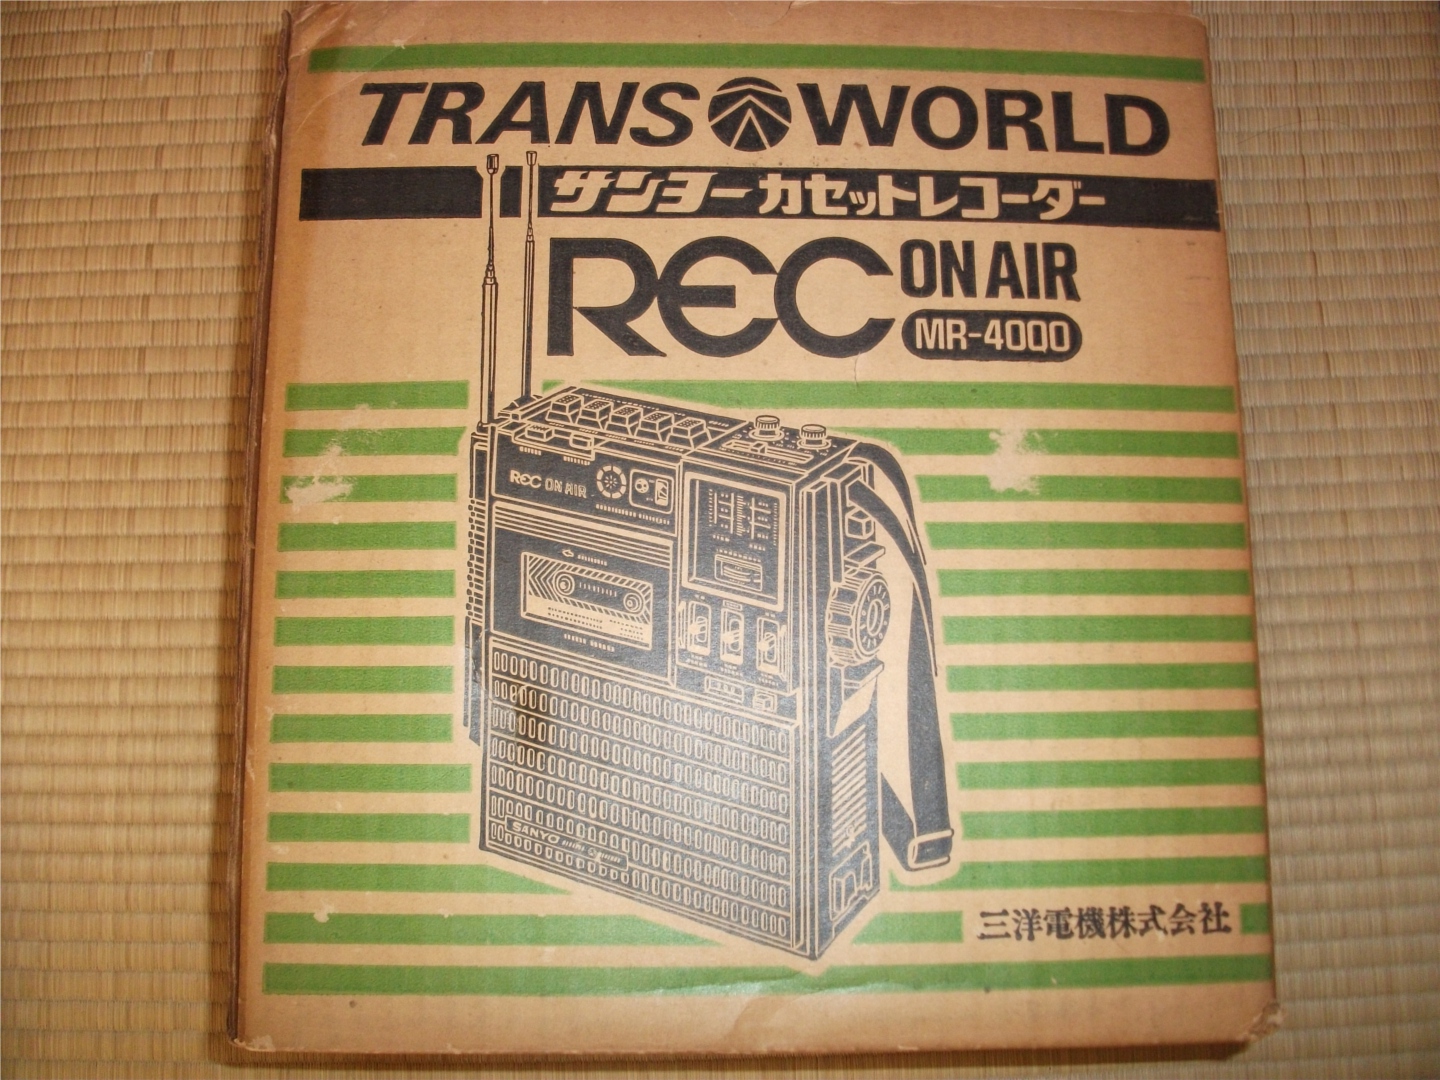 TRANS WORLD
サンヨーカセットレコーダー
REC ON AIR
MR-4000
REC ON AIR
SANYO
三洋電機株式会社